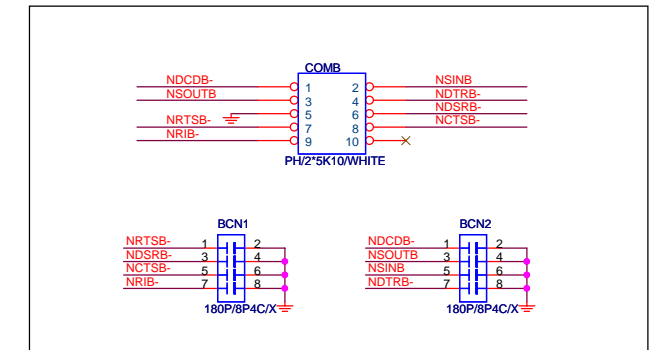 COMB
NDCDB- 1 2 NSINB
NSOUTB 3 4 NDTRB-
5 6 NDSRB-
NRTSB- 7 8 NCTSB-
NRIB- 9 10
PH/2*5K10/WHITE
BCN1
NRTSB- 1 2
NDSRB- 3 4
NCTSB- 5 6
NRIB- 7 8
180P/8P4C/X
BCN2
NDCDB- 1 2
NSOUTB 3 4
NSINB 5 6
NDTRB- 7 8
180P/8P4C/X